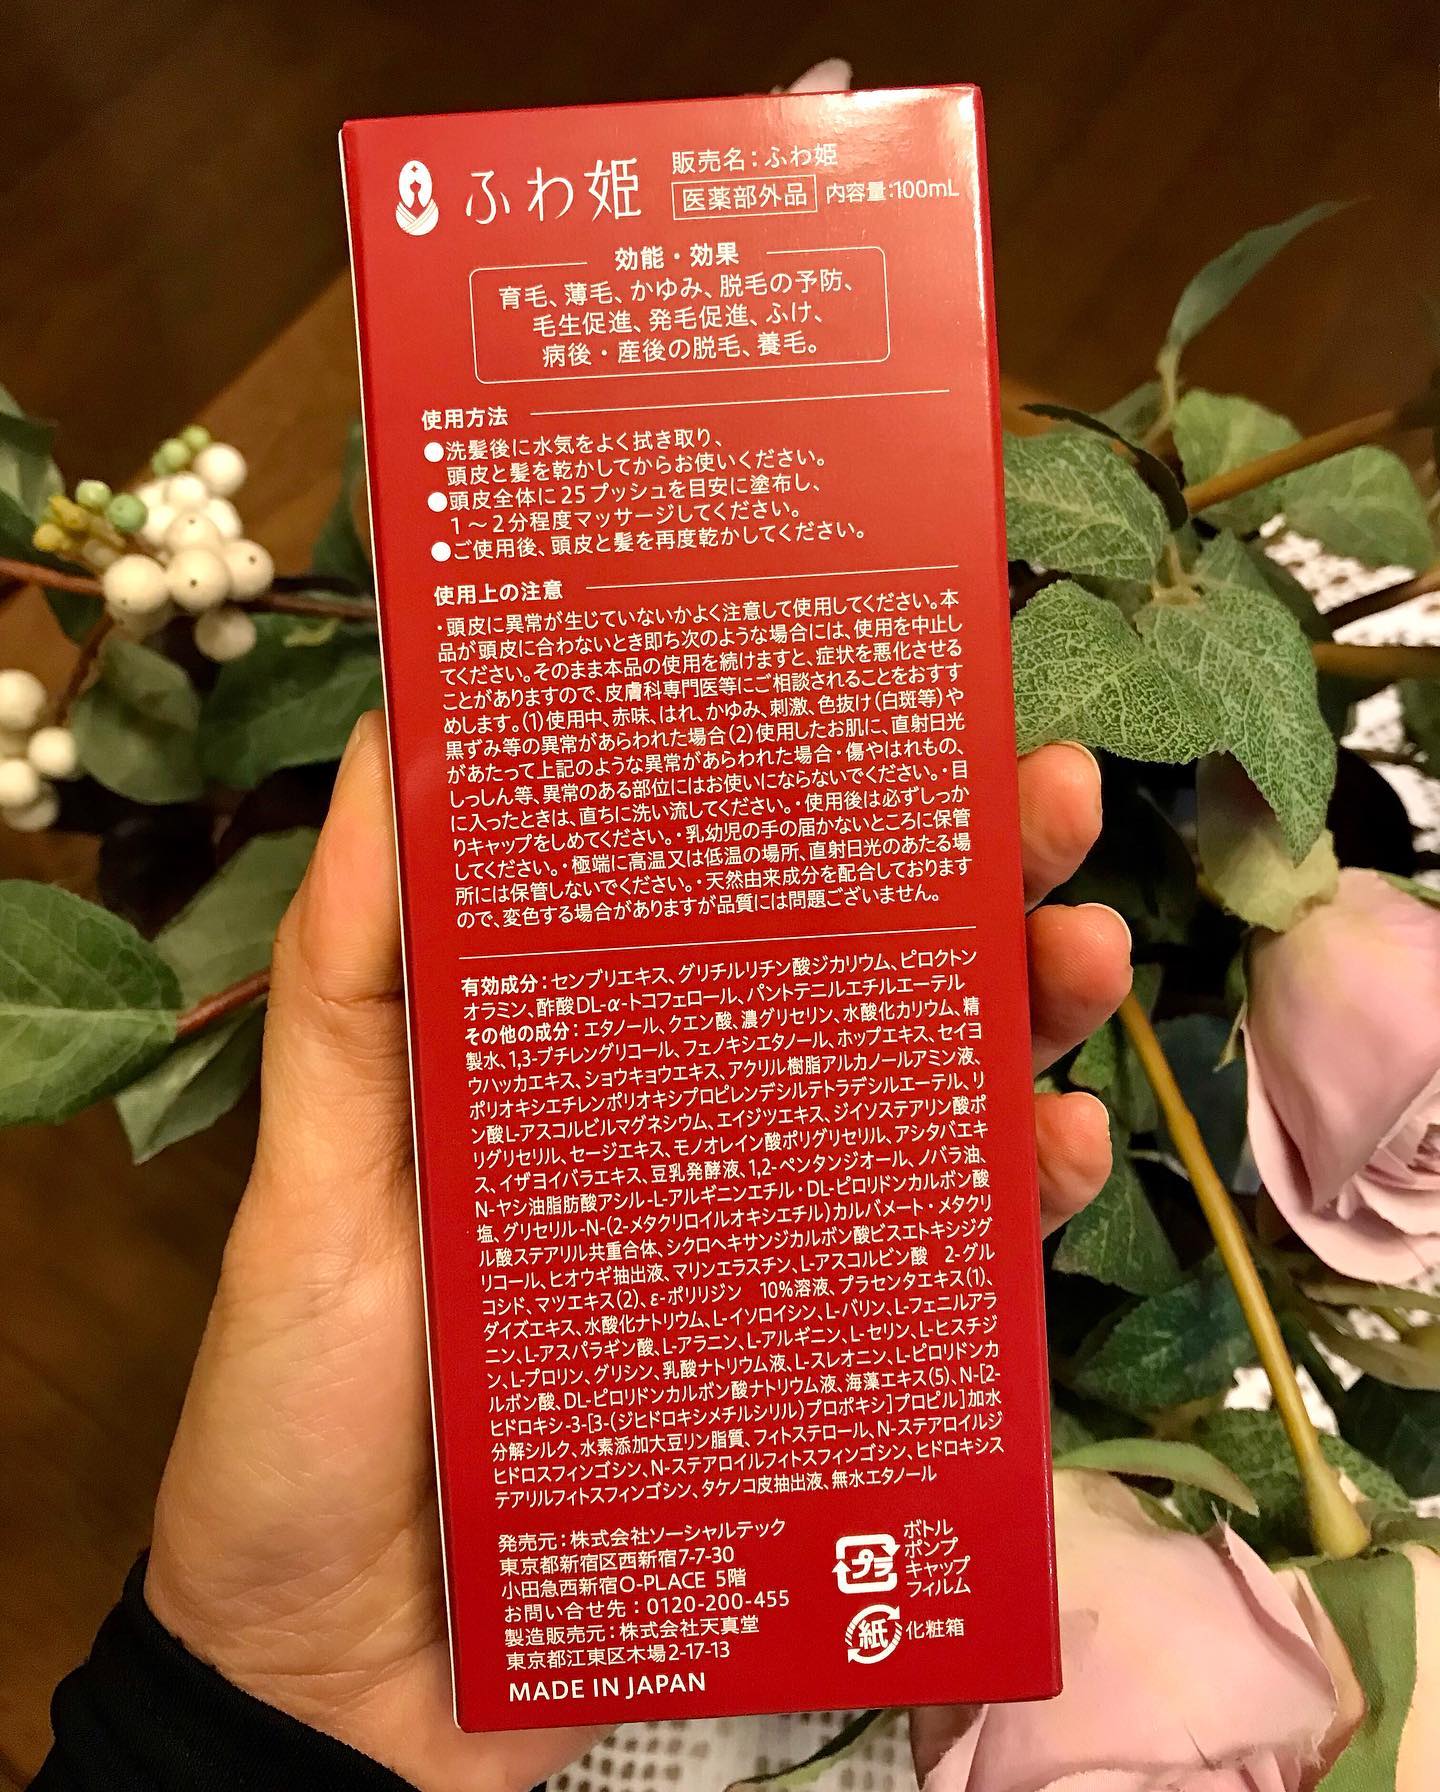 ふわ姫
販売名：ふわ姫
医薬部外品 内容量：100mL
効能・効果
育毛、薄毛、かゆみ、脱毛の予防、
毛生促進、発毛促進、ふけ、
病後・産後の脱毛、養毛。
使用方法
●洗髪後に水気をよく拭き取り、
頭皮と髪を乾かしてからお使いください。
●頭皮全体に25プッシュを目安に塗布し、
1～2分程度マッサージしてください。
●ご使用後、頭皮と髪を再度乾かしてください。
使用上の注意
・頭皮に異常が生じていないかよく注意して使用してください。本
品が頭皮に合わないとき即ち次のような場合には、使用を中止し
てください。そのまま本品の使用を続けますと、症状を悪化させる
ことがありますので、皮膚科専門医等にご相談されることをおすす
めします。(1)使用中、赤味、はれ、かゆみ、刺激、色抜け(白斑等)や
黒ずみ等の異常があらわれた場合(2)使用したお肌に、直射日光
があたって上記のような異常があらわれた場合・傷やはれもの、
しっしん等、異常のある部位にはお使いにならないでください。・目
に入ったときは、直ちに洗い流してください。・使用後は必ずしっか
りキャップをしめてください。・乳幼児の手の届かないところに保管
してください。・極端に高温又は低温の場所、直射日光のあたる場
所には保管しないでください。・天然由来成分を配合しております
ので、変色する場合がありますが品質には問題ございません。
有効成分：センブリエキス、グリチルリチン酸ジカリウム、ピロクトン
オラミン、酢酸DL-α-トコフェロール、パントテニルエチルエーテル
その他の成分：エタノール、クエン酸、濃グリセリン、水酸化カリウム、精
製水、1,3-ブチレングリコール、フェノキシエタノール、ホップエキス、セイヨ
ウハッカエキス、ショウキョウエキス、アクリル樹脂アルカノールアミン液、
ポリオキシエチレンポリオキシプロピレンデシルテトラデシルエーテル、リ
ン酸L-アスコルビルマグネシウム、エイジツエキス、ジイソステアリン酸ポ
リグリセリル、セージエキス、モノオレイン酸ポリグリセリル、アシタバエキ
ス、イザヨイバラエキス、豆乳発酵液、1,2-ペンタンジオール、ノバラ油、
N-ヤシ油脂肪酸アシル-L-アルギニンエチル・DL-ピロリドンカルボン酸
塩、グリセリル-N-(2-メタクリロイルオキシエチル)カルバメート・メタクリ
ル酸ステアリル共重合体、シクロヘキサンジカルボン酸ビスエトキシジグ
リコール、ヒオウギ抽出液、マリンエラスチン、L-アスコルビン酸 2-グル
コシド、マツエキス(2)、ε-ポリリジン 10%溶液、プラセンタエキス(1)、
ダイズエキス、水酸化ナトリウム、L-イソロイシン、L-バリン、L-フェニルアラ
ニン、L-アスパラギン酸、L-アラニン、L-アルギニン、L-セリン、L-ヒスチジ
ン、L-プロリン、グリシン、乳酸ナトリウム液、L-スレオニン、L-ピロリドンカ
ルボン酸、DL-ピロリドンカルボン酸ナトリウム液、海藻エキス(5)、N-[2-
ヒドロキシ-3-[3-(ジヒドロキシメチルシリル)プロポキシ]プロピル]加水
分解シルク、水素添加大豆リン脂質、フィトステロール、N-ステアロイルジ
ヒドロスフィンゴシン、N-ステアロイルフィトスフィンゴシン、ヒドロキシス
テアリルフィトスフィンゴシン、タケノコ皮抽出液、無水エタノール
発売元：株式会社ソーシャルテック
東京都新宿区西新宿7-7-30
小田急西新宿O-PLACE 5階
お問い合せ先：0120-200-455
製造販売元：株式会社天真堂
東京都江東区木場2-17-13
MADE IN JAPAN
プラ
ボトル
ポンプ
キャップ
フィルム
紙 化粧箱